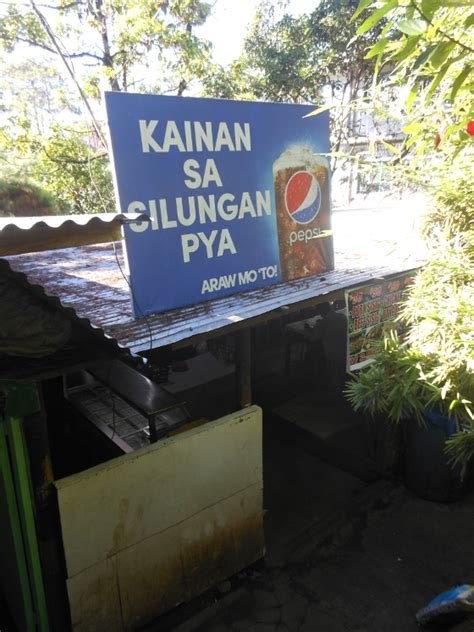 KAINAN
SA
SILUNGAN
PYA
ARAW MO 'TO!
pepsi